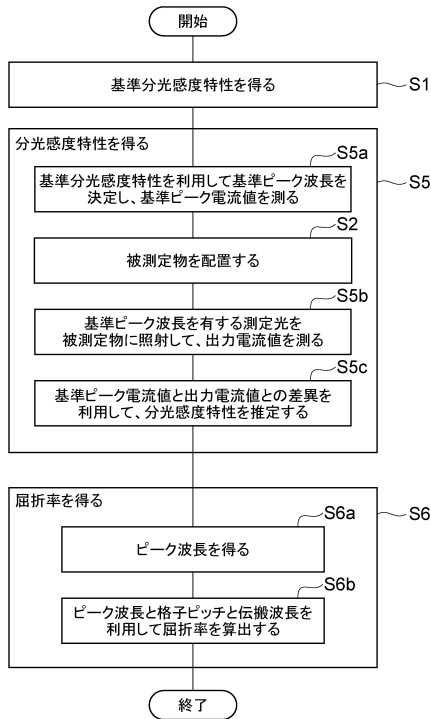 開始
基準分光感度特性を得る
S1
分光感度特性を得る
S5
S5a
基準分光感度特性を利用して基準ピーク波長を
決定し、基準ピーク電流値を測る
S2
被測定物を配置する
S5b
基準ピーク波長を有する測定光を
被測定物に照射して、出力電流値を測る
S5c
基準ピーク電流値と出力電流値との差異を
利用して、分光感度特性を推定する
屈折率を得る
S6
S6a
ピーク波長を得る
S6b
ピーク波長と格子ピッチと伝搬波長を
利用して屈折率を算出する
終了